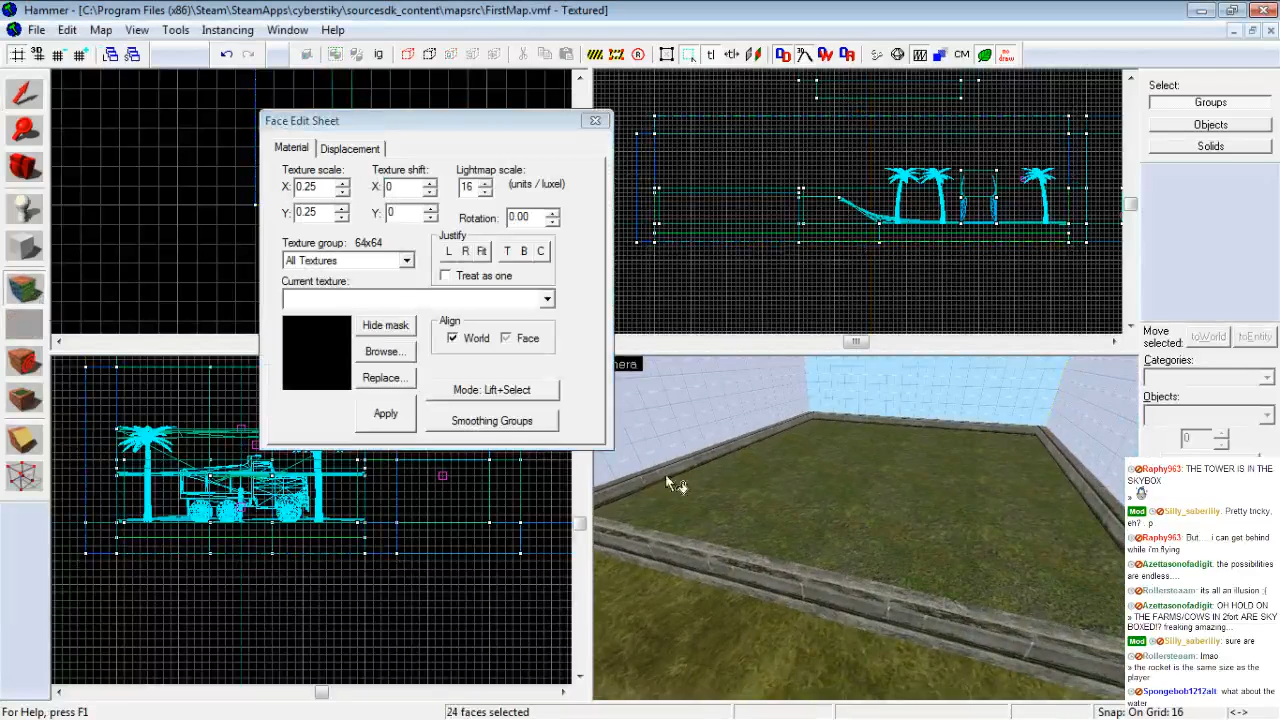 Hammer - [C:\Program Files (x86)\Steam\SteamApps\cyberstiky\sourcesdk_content\mapsrc\FirstMap.vmf - Textured]
File Edit Map View Tools Instancing Window Help
Face Edit Sheet
Material Displacement
Texture scale: Texture shift: Lightmap scale:
X: 0.25 X: 0 16 (units / luxel)
Y: 0.25 Y: 0 Rotation: 0.00
Texture group: 64x64 Justify
All Textures L R Fit T B C
Current texture: Treat as one
Hide mask Align
World Face
Browse...
Replace... Mode: Lift+Select
Apply Smoothing Groups
Select:
Groups
Objects
Solids
Move
selected: toWorld toEntity
Categories:
Objects:
0
mera
Raphy963: THE TOWER IS IN THE
SKYBOX
»
Mod Silly_saberlily: Pretty tricky,
eh? : p
Raphy963: But.... i can get behind
while i'm flying
Azettasonofadigit: the possibilities
are endless....
Rollersteaam: its all an illusion ;(
Azettasonofadigit: OH HOLD ON
» THE FARMS/COWS IN 2fort ARE SKY
BOXED!? freaking amazing...
Mod Silly_saberlily: sure are
Rollersteaam: lmao
» the rocket is the same size as the
player
Spongebob1212alt: what about the
water
For Help, press F1 24 faces selected Snap: On Grid: 16 <->